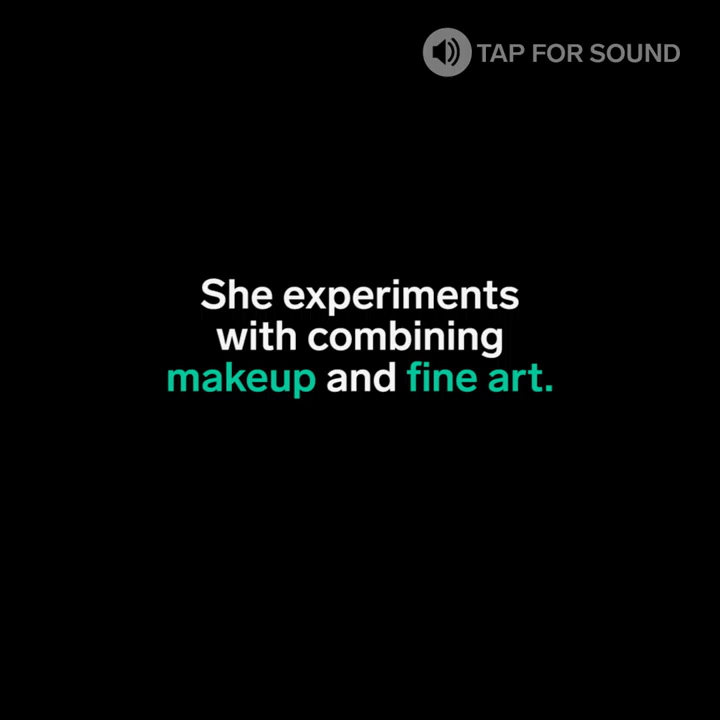 TAP FOR SOUND
She experiments
with combining
makeup and fine art.